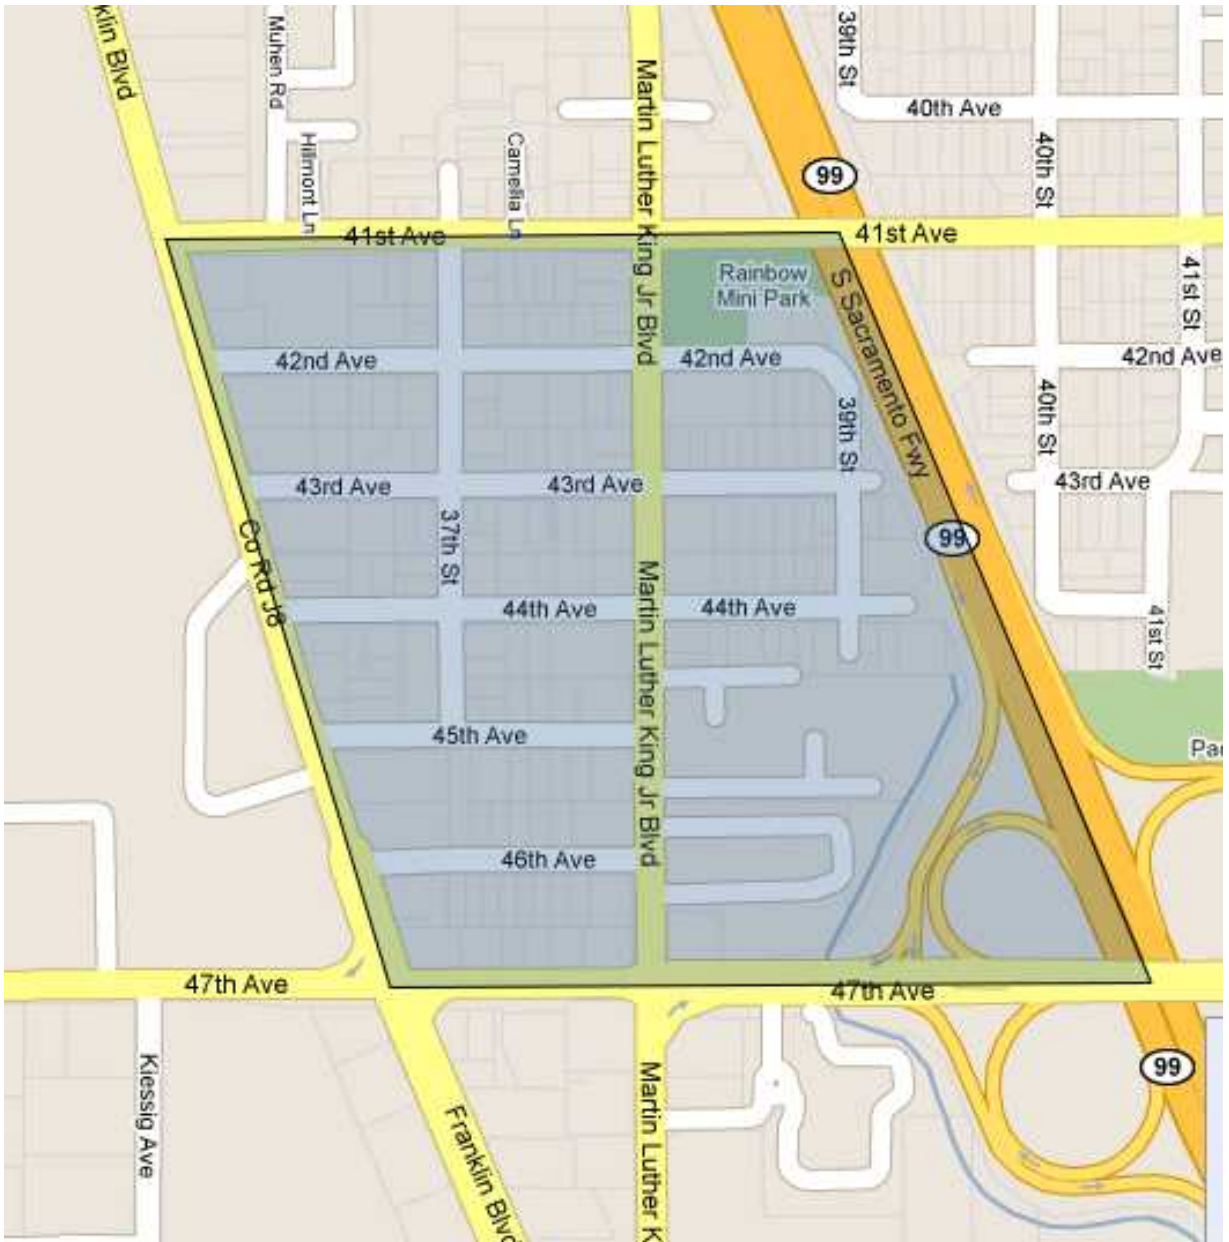 klin Blvd
Muhen Rd
Hillmont Ln
Camellia Ln
Martin Luther King Jr Blvd
39th St
40th Ave
40th St
99
41st Ave
41st Ave
Rainbow
Mini Park
S Sacramento Fwy
41st St
42nd Ave
42nd Ave
42nd Ave
39th St
40th St
43rd Ave
43rd Ave
43rd Ave
37th St
Co Rd J8
99
44th Ave
44th Ave
41st St
Martin Luther King Jr Blvd
45th Ave
Pa
46th Ave
47th Ave
47th Ave
Kiessig Ave
Franklin Blvd
Martin Luther K
99